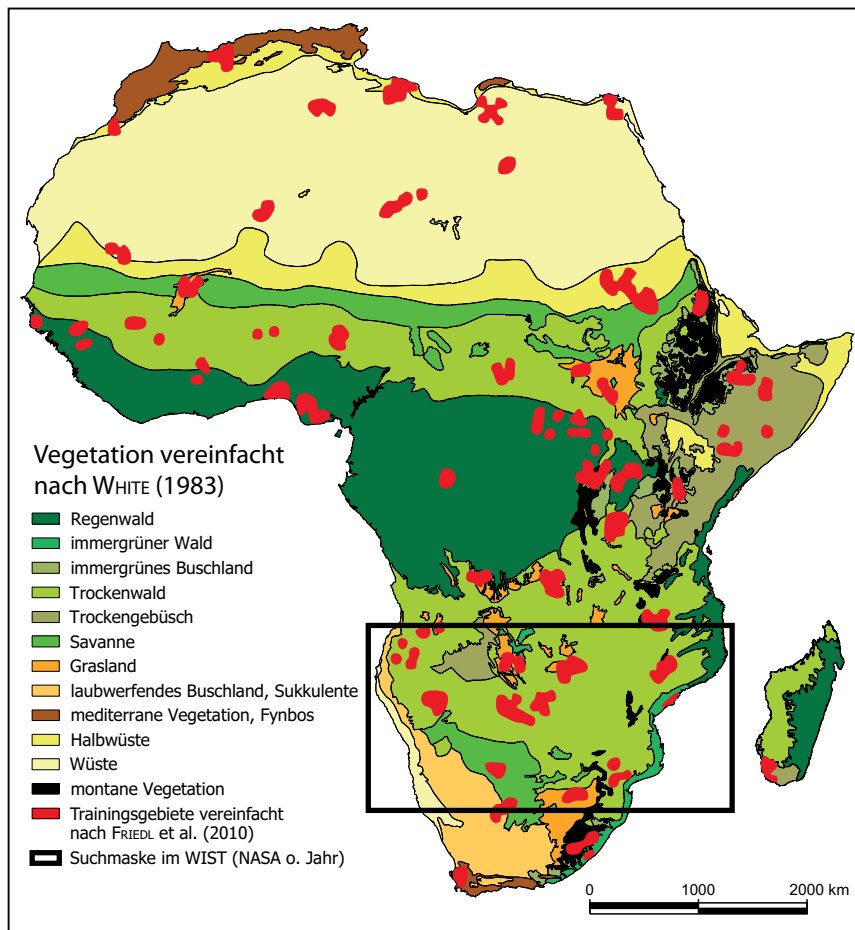 Vegetation vereinfacht
nach WHITE (1983)
Regenwald
immergrüner Wald
immergrünes Buschland
Trockenwald
Trockengebüsch
Savanne
Grasland
laubwerfendes Buschland, Sukkulente
mediterrane Vegetation, Fynbos
Halbwüste
Wüste
montane Vegetation
Trainingsgebiete vereinfacht
nach FRIEDL et al. (2010)
Suchmaske im WIST (NASA o. Jahr)
0 1000 2000 km